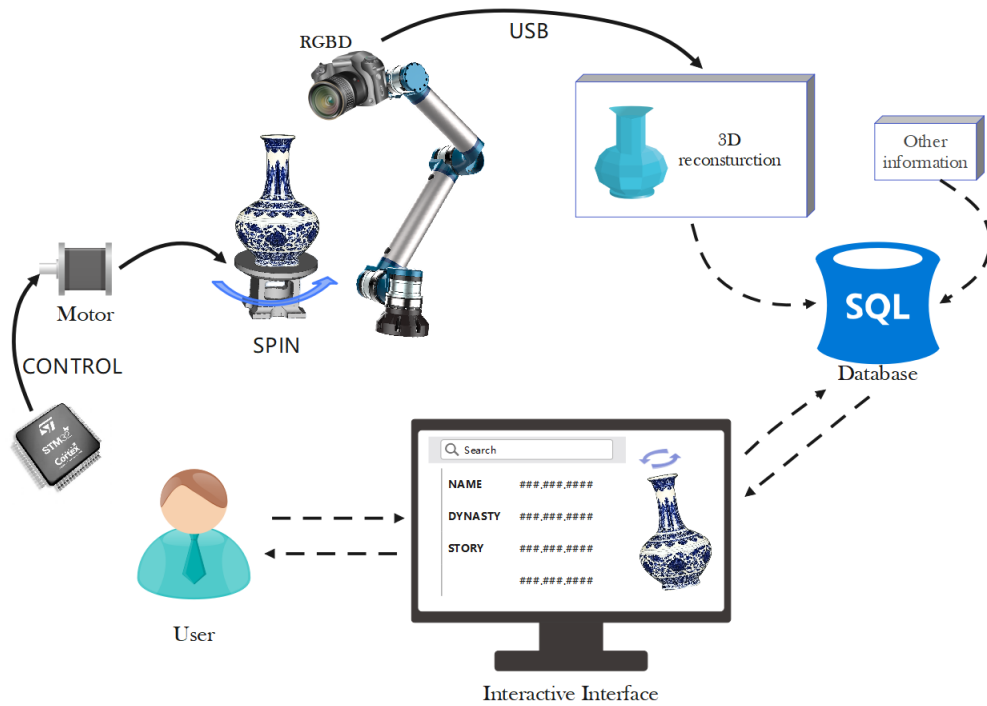 RGBD
USB
3D
reconsturction
Other
information
Motor
SPIN
CONTROL
SQL
Database
STM32
Cortex
Search
NAME ###,###,####
DYNASTY ###,###,####
STORY ###,###,####
###,###,####
User
Interactive Interface